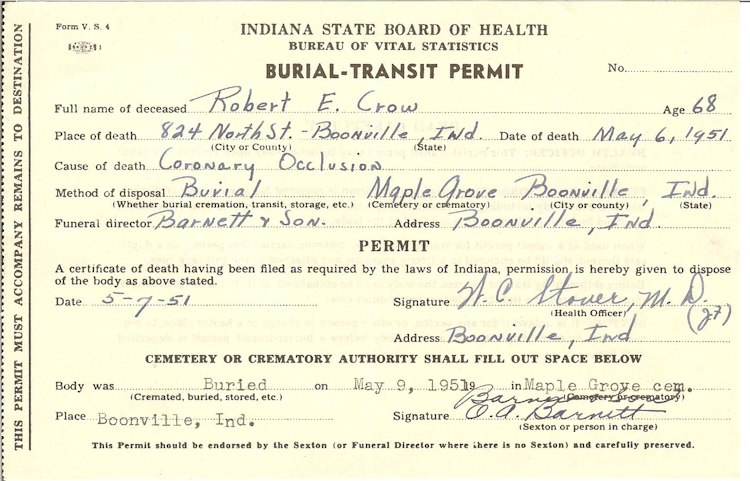 Form V. S. 4
INDIANA STATE BOARD OF HEALTH
BUREAU OF VITAL STATISTICS
BURIAL-TRANSIT PERMIT
No.
Full name of deceased Robert E. Crow Age 68
Place of death 824 North St. - Boonville, Ind. Date of death May 6, 1951
(City or County) (State)
Cause of death Coronary Occlusion
Method of disposal Burial Maple Grove Boonville, Ind.
(Whether burial cremation, transit, storage, etc.) (Cemetery or crematory) (City or county) (State)
Funeral director Barnett & Son. Address Boonville, Ind.
PERMIT
A certificate of death having been filed as required by the laws of Indiana, permission is hereby given to dispose
of the body as above stated.
Date 5-7-51 Signature W. C. Stover, M. D.
(Health Officer)
Address Boonville, Ind
CEMETERY OR CREMATORY AUTHORITY SHALL FILL OUT SPACE BELOW
Body was Buried on May 9, 1951 19 in Maple Grove cem.
(Cremated, buried, stored, etc.) (Cemetery or crematory)
Place Boonville, Ind. Signature E. A. Barnett
(Sexton or person in charge)
This Permit should be endorsed by the Sexton (or Funeral Director where there is no Sexton) and carefully preserved.
THIS PERMIT MUST ACCOMPANY REMAINS TO DESTINATION